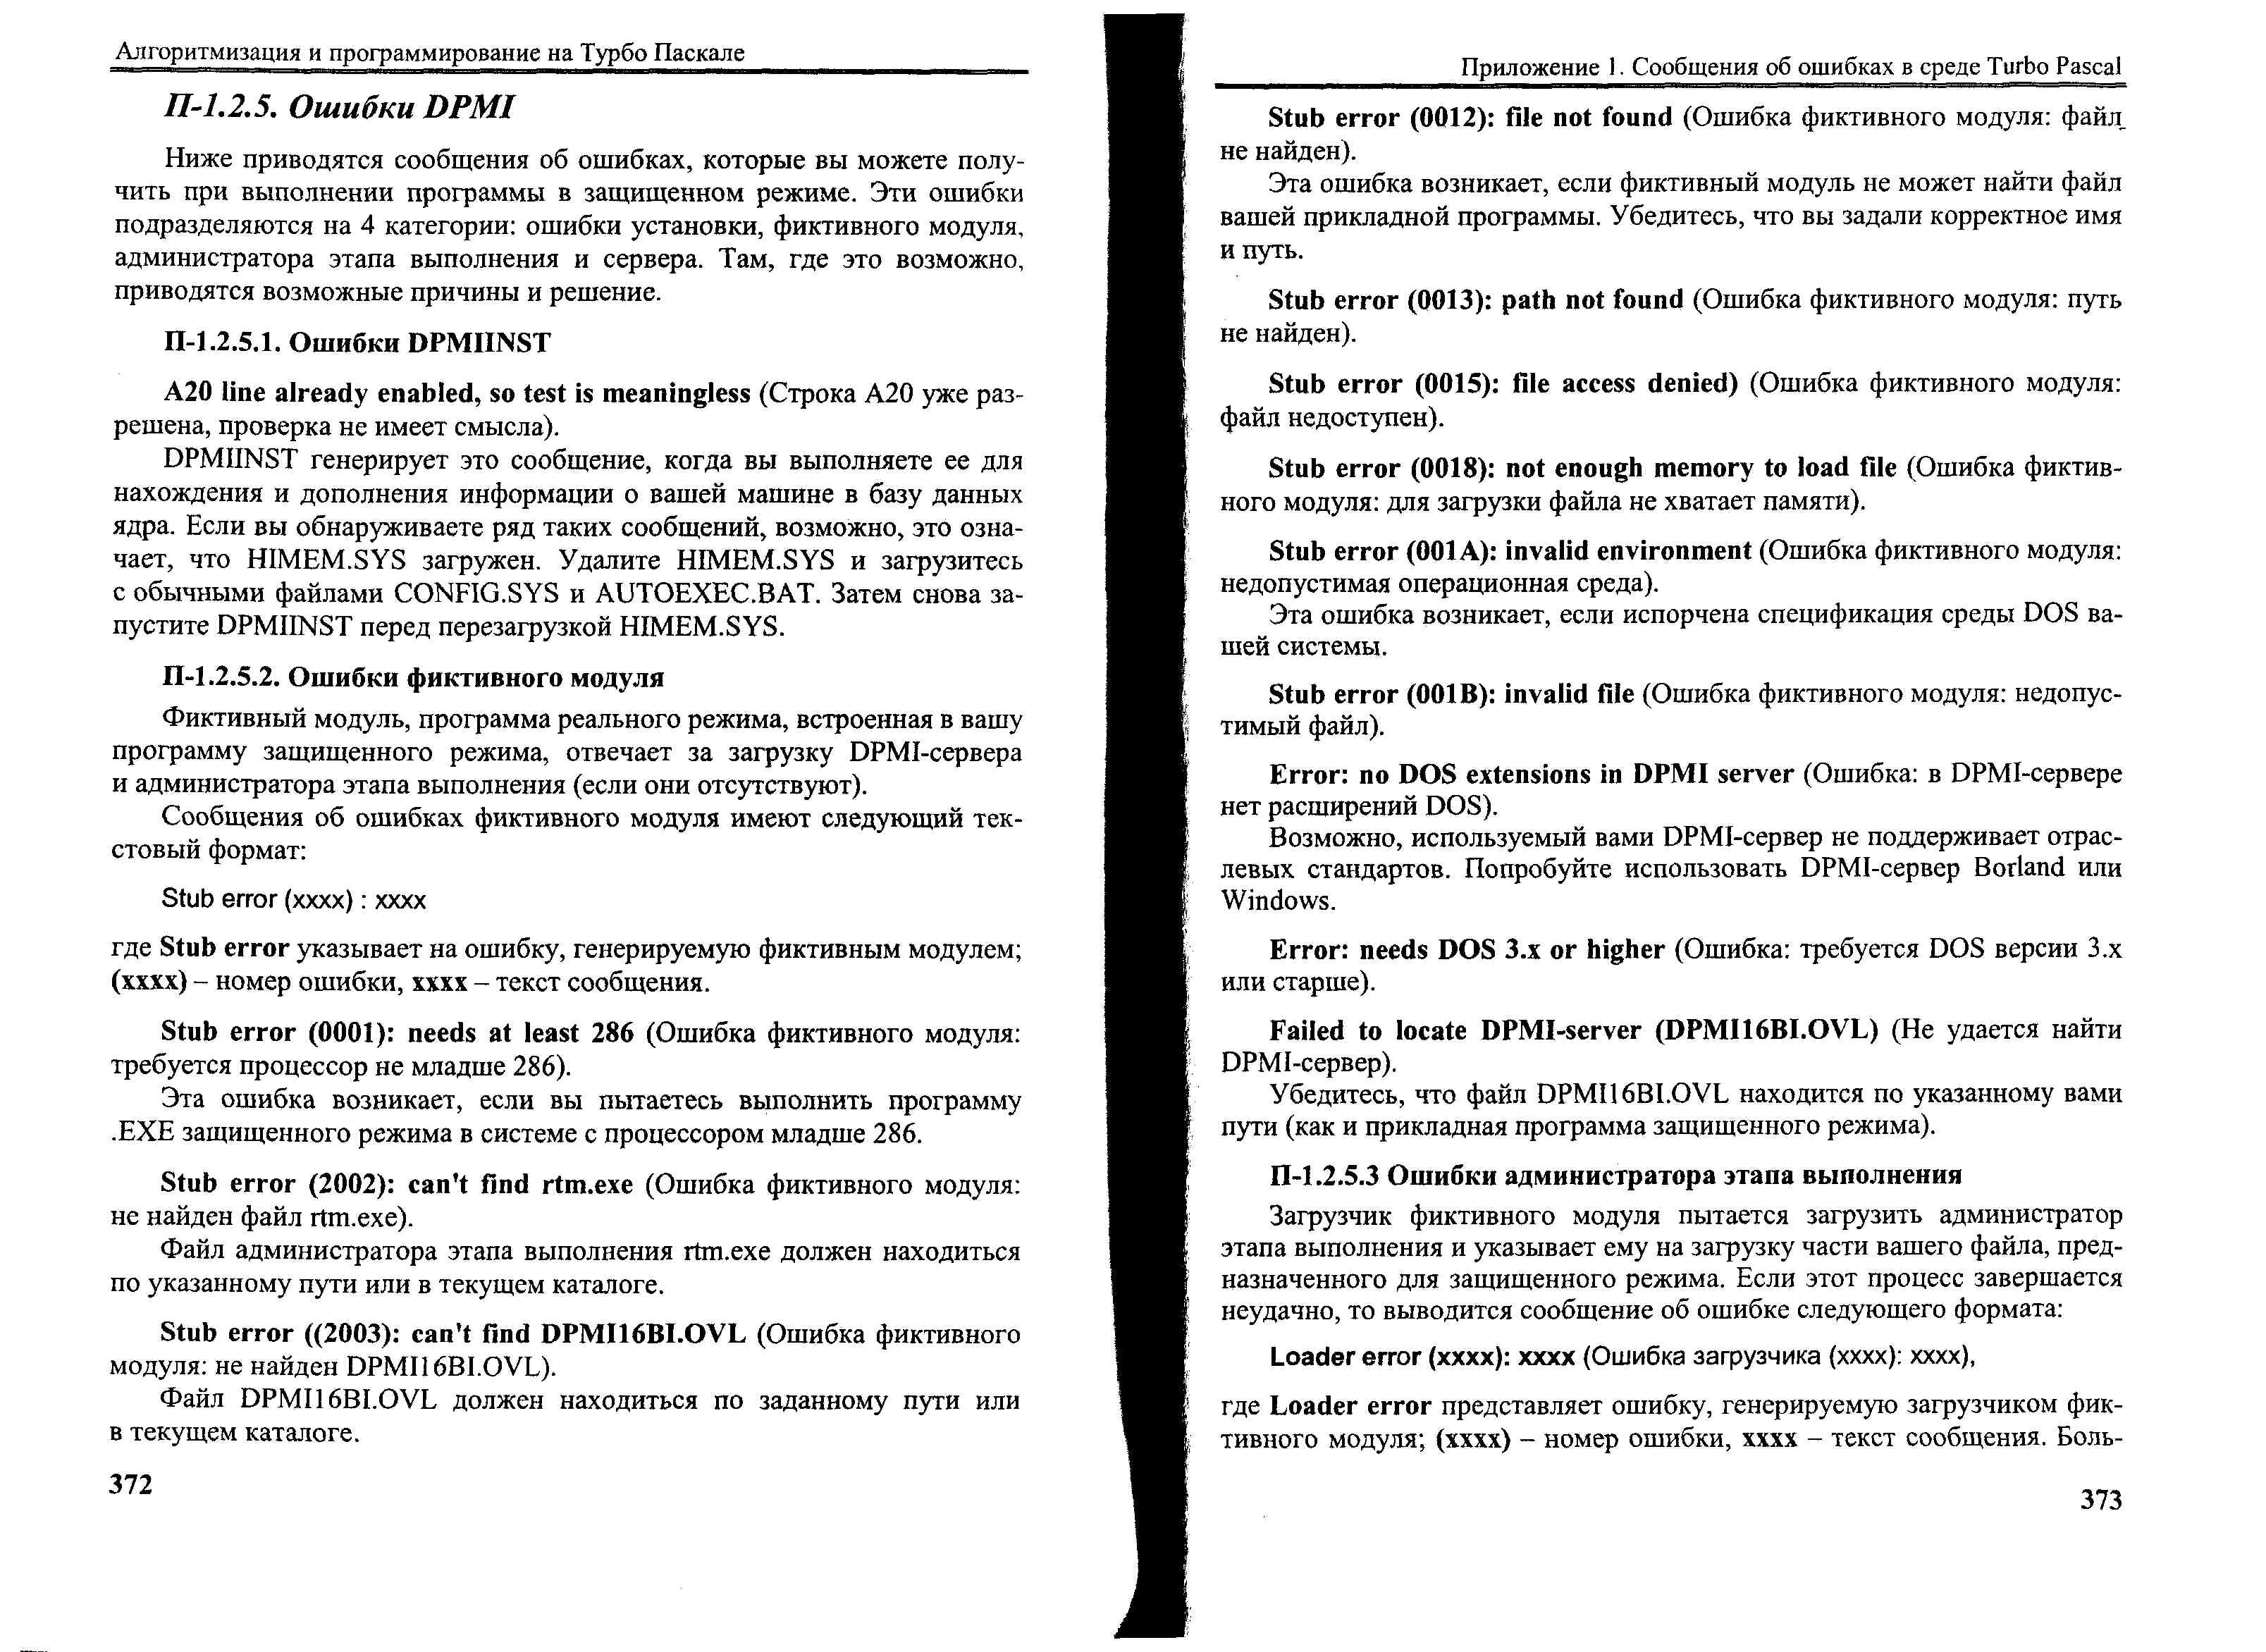 Алгоритмизация и программирование на Турбо Паскале
П-1.2.5. Ошибки DPMI
Ниже приводятся сообщения об ошибках, которые вы можете полу-
чить при выполнении программы в защищенном режиме. Эти ошибки
подразделяются на 4 категории: ошибки установки, фиктивного модуля,
администратора этапа выполнения и сервера. Там, где это возможно,
приводятся возможные причины и решение.
П-1.2.5.1. Ошибки DPMIINST
A20 line already enabled, so test is meaningless (Строка A20 уже раз-
решена, проверка не имеет смысла).
DPMIINST генерирует это сообщение, когда вы выполняете ее для
нахождения и дополнения информации о вашей машине в базу данных
ядра. Если вы обнаруживаете ряд таких сообщений, возможно, это озна-
чает, что HIMEM.SYS загружен. Удалите HIMEM.SYS и загрузитесь
с обычными файлами CONFIG.SYS и AUTOEXEC.BAT. Затем снова за-
пустите DPMIINST перед перезагрузкой HIMEM.SYS.
П-1.2.5.2. Ошибки фиктивного модуля
Фиктивный модуль, программа реального режима, встроенная в вашу
программу защищенного режима, отвечает за загрузку DPMI-сервера
и администратора этапа выполнения (если они отсутствуют).
Сообщения об ошибках фиктивного модуля имеют следующий тек-
стовый формат:
Stub error (xxxx) : xxxx
где Stub error указывает на ошибку, генерируемую фиктивным модулем;
(xxxx) – номер ошибки, xxxx – текст сообщения.
Stub error (0001): needs at least 286 (Ошибка фиктивного модуля:
требуется процессор не младше 286).
Эта ошибка возникает, если вы пытаетесь выполнить программу
.EXE защищенного режима в системе с процессором младше 286.
Stub error (2002): can't find rtm.exe (Ошибка фиктивного модуля:
не найден файл rtm.exe).
Файл администратора этапа выполнения rtm.exe должен находиться
по указанному пути или в текущем каталоге.
Stub error ((2003): can't find DPMI16BI.OVL (Ошибка фиктивного
модуля: не найден DPMI16BI.OVL).
Файл DPMI16BI.OVL должен находиться по заданному пути или
в текущем каталоге.
372
Приложение 1. Сообщения об ошибках в среде Turbo Pascal
Stub error (0012): file not found (Ошибка фиктивного модуля: файл
не найден).
Эта ошибка возникает, если фиктивный модуль не может найти файл
вашей прикладной программы. Убедитесь, что вы задали корректное имя
и путь.
Stub error (0013): path not found (Ошибка фиктивного модуля: путь
не найден).
Stub error (0015): file access denied) (Ошибка фиктивного модуля:
файл недоступен).
Stub error (0018): not enough memory to load file (Ошибка фиктив-
ного модуля: для загрузки файла не хватает памяти).
Stub error (001A): invalid environment (Ошибка фиктивного модуля:
недопустимая операционная среда).
Эта ошибка возникает, если испорчена спецификация среды DOS ва-
шей системы.
Stub error (001B): invalid file (Ошибка фиктивного модуля: недопус-
тимый файл).
Error: no DOS extensions in DPMI server (Ошибка: в DPMI-сервере
нет расширений DOS).
Возможно, используемый вами DPMI-сервер не поддерживает отрас-
левых стандартов. Попробуйте использовать DPMI-сервер Borland или
Windows.
Error: needs DOS 3.x or higher (Ошибка: требуется DOS версии 3.x
или старше).
Failed to locate DPMI-server (DPMI16BI.OVL) (Не удается найти
DPMI-сервер).
Убедитесь, что файл DPMI16BI.OVL находится по указанному вами
пути (как и прикладная программа защищенного режима).
П-1.2.5.3 Ошибки администратора этапа выполнения
Загрузчик фиктивного модуля пытается загрузить администратор
этапа выполнения и указывает ему на загрузку части вашего файла, пред-
назначенного для защищенного режима. Если этот процесс завершается
неудачно, то выводится сообщение об ошибке следующего формата:
Loader error (xxxx): xxxx (Ошибка загрузчика (xxxx): xxxx),
где Loader error представляет ошибку, генерируемую загрузчиком фик-
тивного модуля; (xxxx) – номер ошибки, xxxx – текст сообщения. Боль-
373